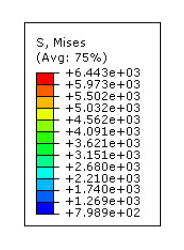 S, Mises
(Avg: 75%)
+6.443e+03
+5.973e+03
+5.502e+03
+5.032e+03
+4.562e+03
+4.091e+03
+3.621e+03
+3.151e+03
+2.680e+03
+2.210e+03
+1.740e+03
+1.269e+03
+7.989e+02